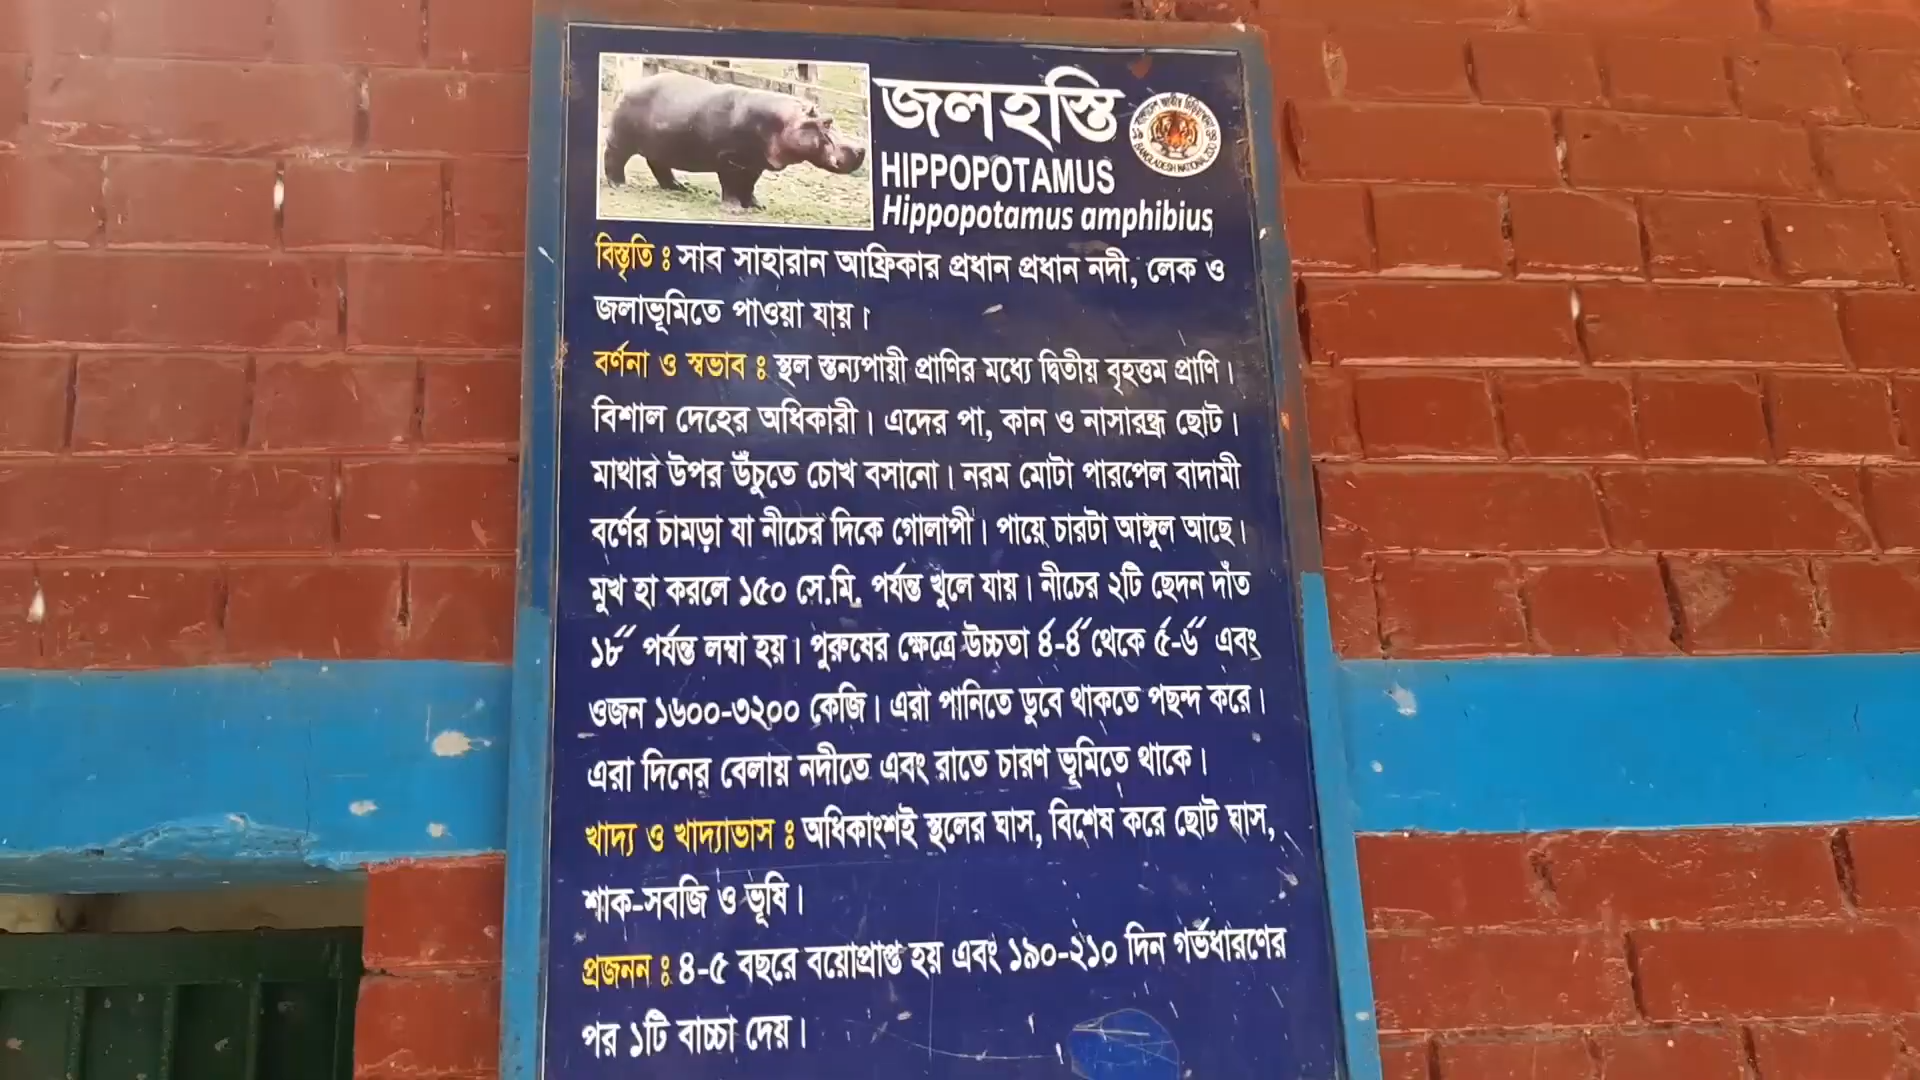 জলহস্তি
HIPPOPOTAMUS
Hippopotamus amphibius
বাংলাদেশ জাতীয় চিড়িয়াখানা
BANGLADESH NATIONAL ZOO
বিস্তৃতি ঃ সাব সাহারান আফ্রিকার প্রধান প্রধান নদী, লেক ও
জলাভূমিতে পাওয়া যায়।
বর্ণনা ও স্বভাব ঃ স্থল স্তন্যপায়ী প্রাণির মধ্যে দ্বিতীয় বৃহত্তম প্রাণি।
বিশাল দেহের অধিকারী। এদের পা, কান ও নাসারন্ধ্র ছোট।
মাথার উপর উঁচুতে চোখ বসানো। নরম মোটা পারপেল বাদামী
বর্ণের চামড়া যা নীচের দিকে গোলাপী। পায়ে চারটা আঙ্গুল আছে।
মুখ হা করলে ১৫০ সে.মি. পর্যন্ত খুলে যায়। নীচের ২টি ছেদন দাঁত
১৮″ পর্যন্ত লম্বা হয়। পুরুষের ক্ষেত্রে উচ্চতা ৪′-৪″ থেকে ৫′-৬″ এবং
ওজন ১৬০০-৩২০০ কেজি। এরা পানিতে ডুবে থাকতে পছন্দ করে।
এরা দিনের বেলায় নদীতে এবং রাতে চারণ ভূমিতে থাকে।
খাদ্য ও খাদ্যাভাস ঃ অধিকাংশই স্থলের ঘাস, বিশেষ করে ছোট ঘাস,
শাক-সবজি ও ভূষি।
প্রজনন ঃ ৪-৫ বছরে বয়োপ্রাপ্ত হয় এবং ১৯০-২১০ দিন গর্ভধারণের
পর ১টি বাচ্চা দেয়।